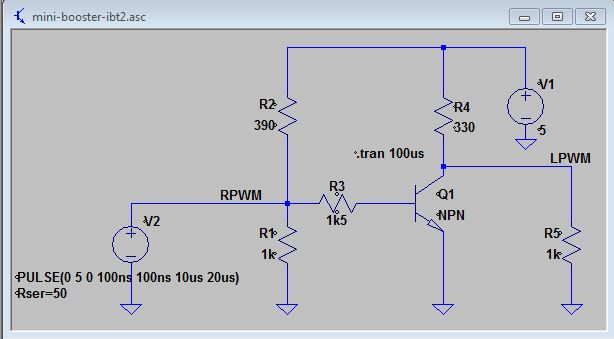 mini-booster-ibt2.asc
V1
R2
R4
390
330
5
.tran 100us
LPWM
RPWM
R3
Q1
V2
1k5
NPN
R1
R5
1k
1k
PULSE(0 5 0 100ns 100ns 10us 20us)
Rser=50